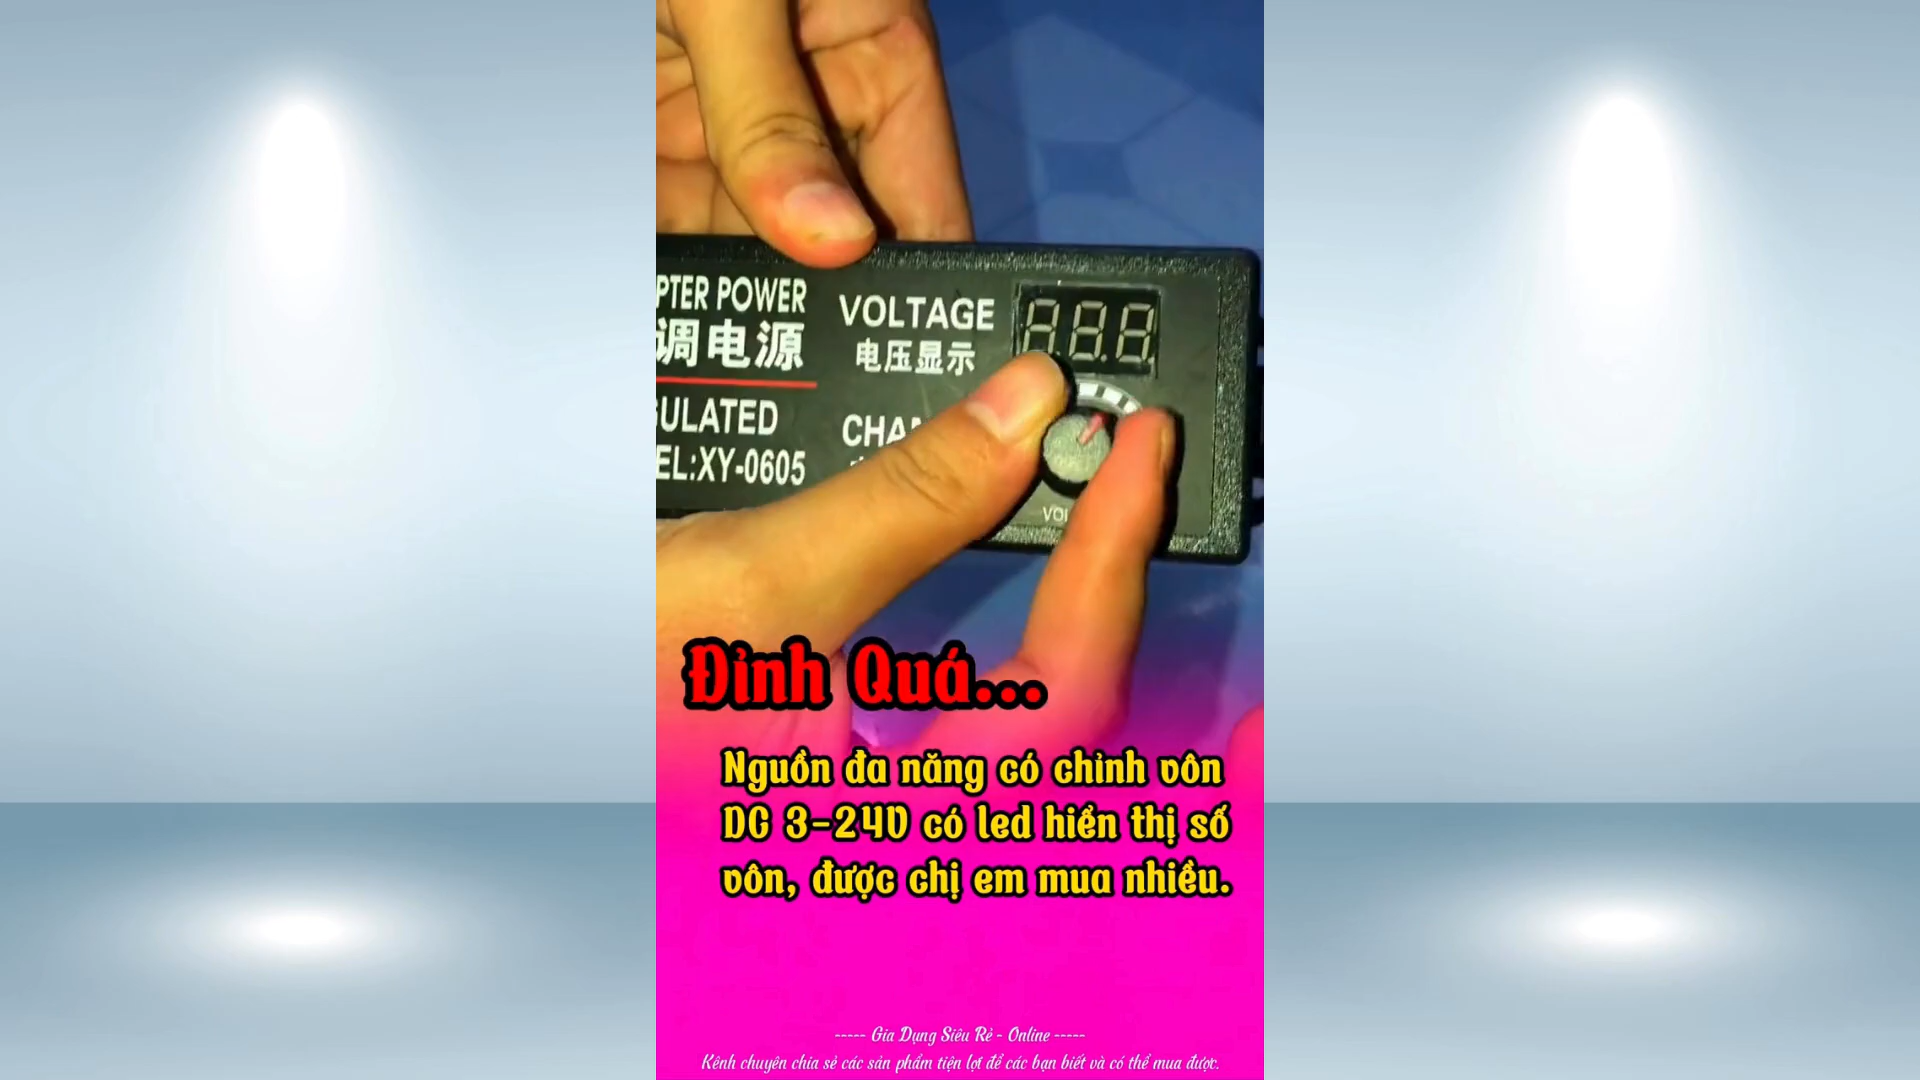 PTER POWER
调电源
ULATED
EL:XY-0605
VOLTAGE
电压显示
CHA
VOL
Đỉnh Quá...
Nguồn đa năng có chỉnh vôn
DC 3-24V có led hiển thị số
vôn, được chị em mua nhiều.
----- Gia Dụng Siêu Rẻ - Online -----
Kênh chuyên chia sẻ các sản phẩm tiện lợi để các bạn biết và có thể mua được.